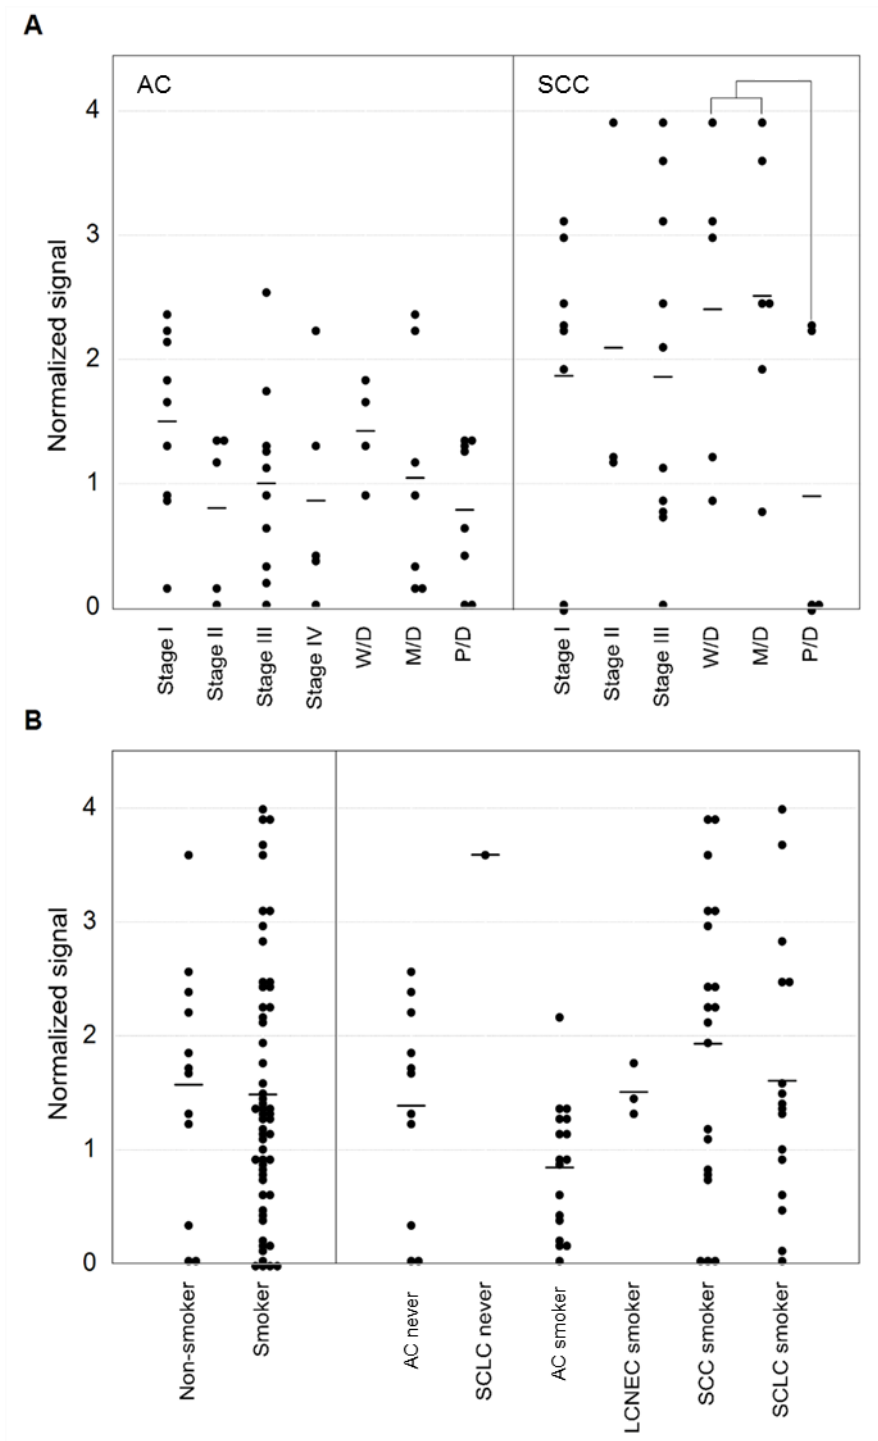 A
AC
SCC
Normalized signal
4
3
2
1
0
Stage I
Stage II
Stage III
Stage IV
W/D
M/D
P/D
Stage I
Stage II
Stage III
W/D
M/D
P/D
B
Normalized signal
4
3
2
1
0
Non-smoker
Smoker
AC never
SCLC never
AC smoker
LCNEC smoker
SCC smoker
SCLC smoker